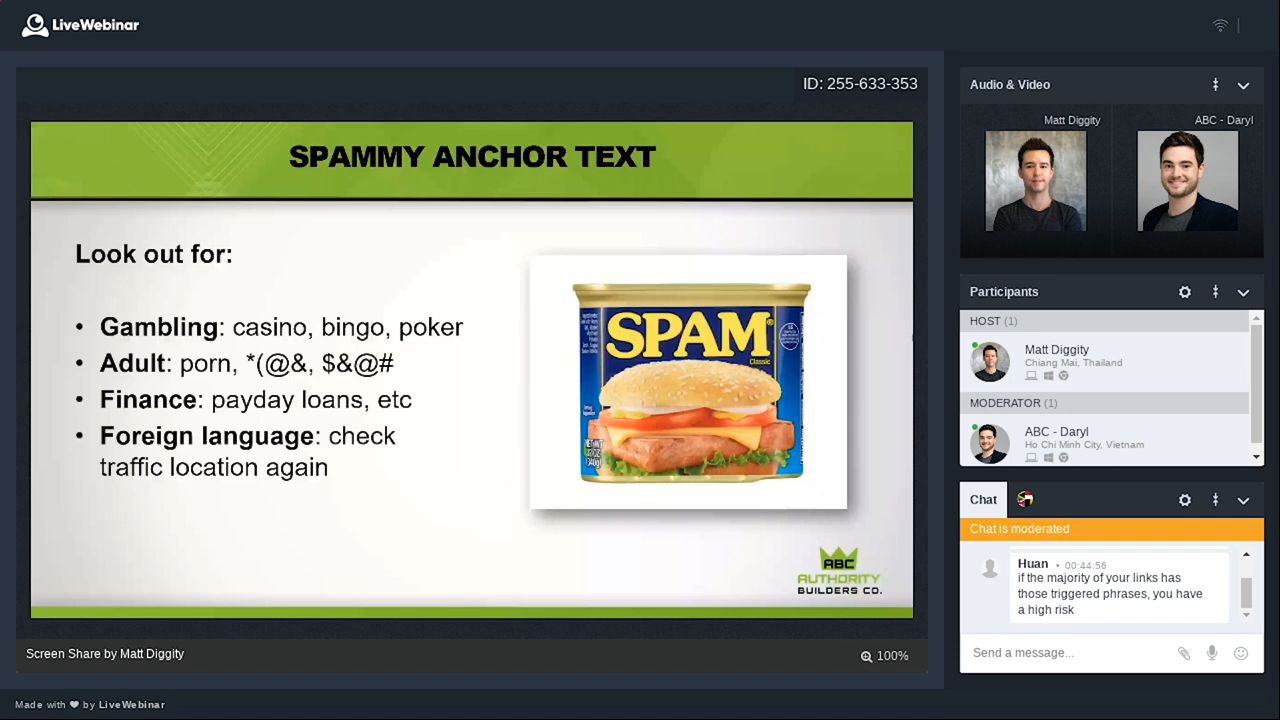 LiveWebinar
ID: 255-633-353
SPAMMY ANCHOR TEXT
Look out for:
• Gambling: casino, bingo, poker
• Adult: porn, *(@&, $&@#
• Finance: payday loans, etc
• Foreign language: check
traffic location again
SPAM®
Classic
ABC
AUTHORITY
BUILDERS CO.
Screen Share by Matt Diggity
100%
Audio & Video
Matt Diggity
ABC - Daryl
Participants
HOST (1)
Matt Diggity
Chiang Mai, Thailand
MODERATOR (1)
ABC - Daryl
Ho Chi Minh City, Vietnam
Chat
Chat is moderated
Huan • 00:44:56
if the majority of your links has
those triggered phrases, you have
a high risk
Send a message...
Made with ❤ by LiveWebinar